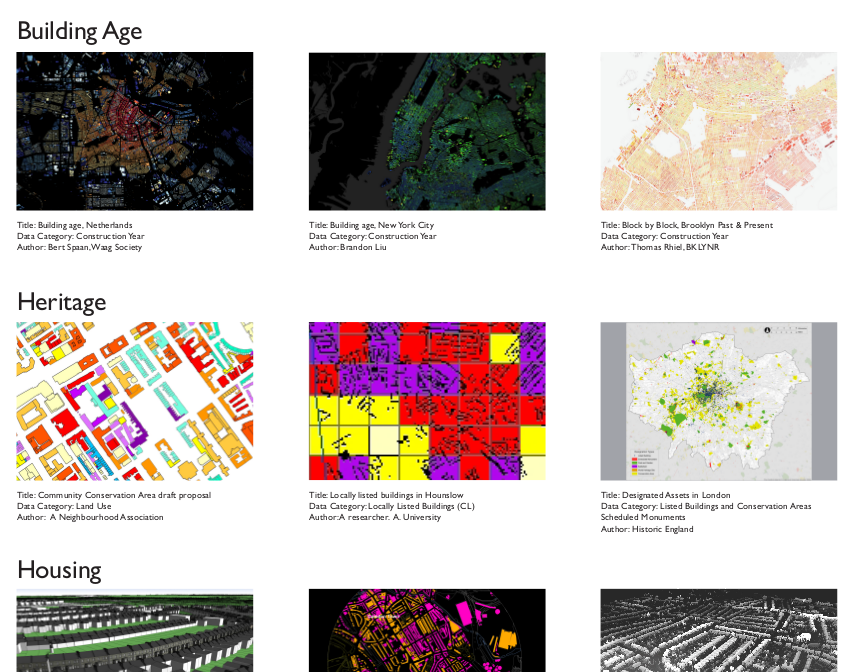 Building Age
Title: Building age, Netherlands
Data Category: Construction Year
Author: Bert Spaan, Waag Society
Title: Building age, New York City
Data Category: Construction Year
Author: Brandon Liu
Title: Block by Block, Brooklyn Past & Present
Data Category: Construction Year
Author: Thomas Rhiel, BKLYNR
Heritage
Title: Community Conservation Area draft proposal
Data Category: Land Use
Author: A Neighbourhood Association
Title: Locally listed buildings in Hounslow
Data Category: Locally Listed Buildings (CL)
Author: A researcher. A. University
Title: Designated Assets in London
Data Category: Listed Buildings and Conservation Areas
Scheduled Monuments
Author: Historic England
Housing